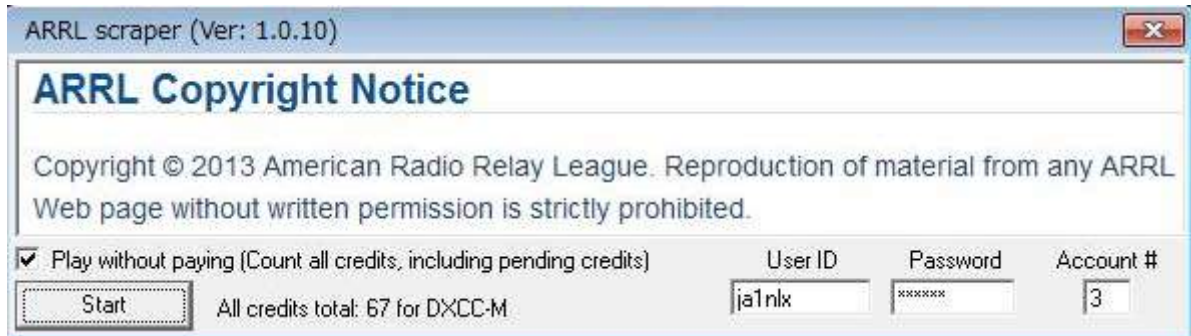 ARRL scraper (Ver: 1.0.10)
ARRL Copyright Notice
Copyright © 2013 American Radio Relay League. Reproduction of material from any ARRL
Web page without written permission is strictly prohibited.
Play without paying (Count all credits, including pending credits) User ID Password Account #
Start All credits total: 67 for DXCC-M ja1nlx ****** 3